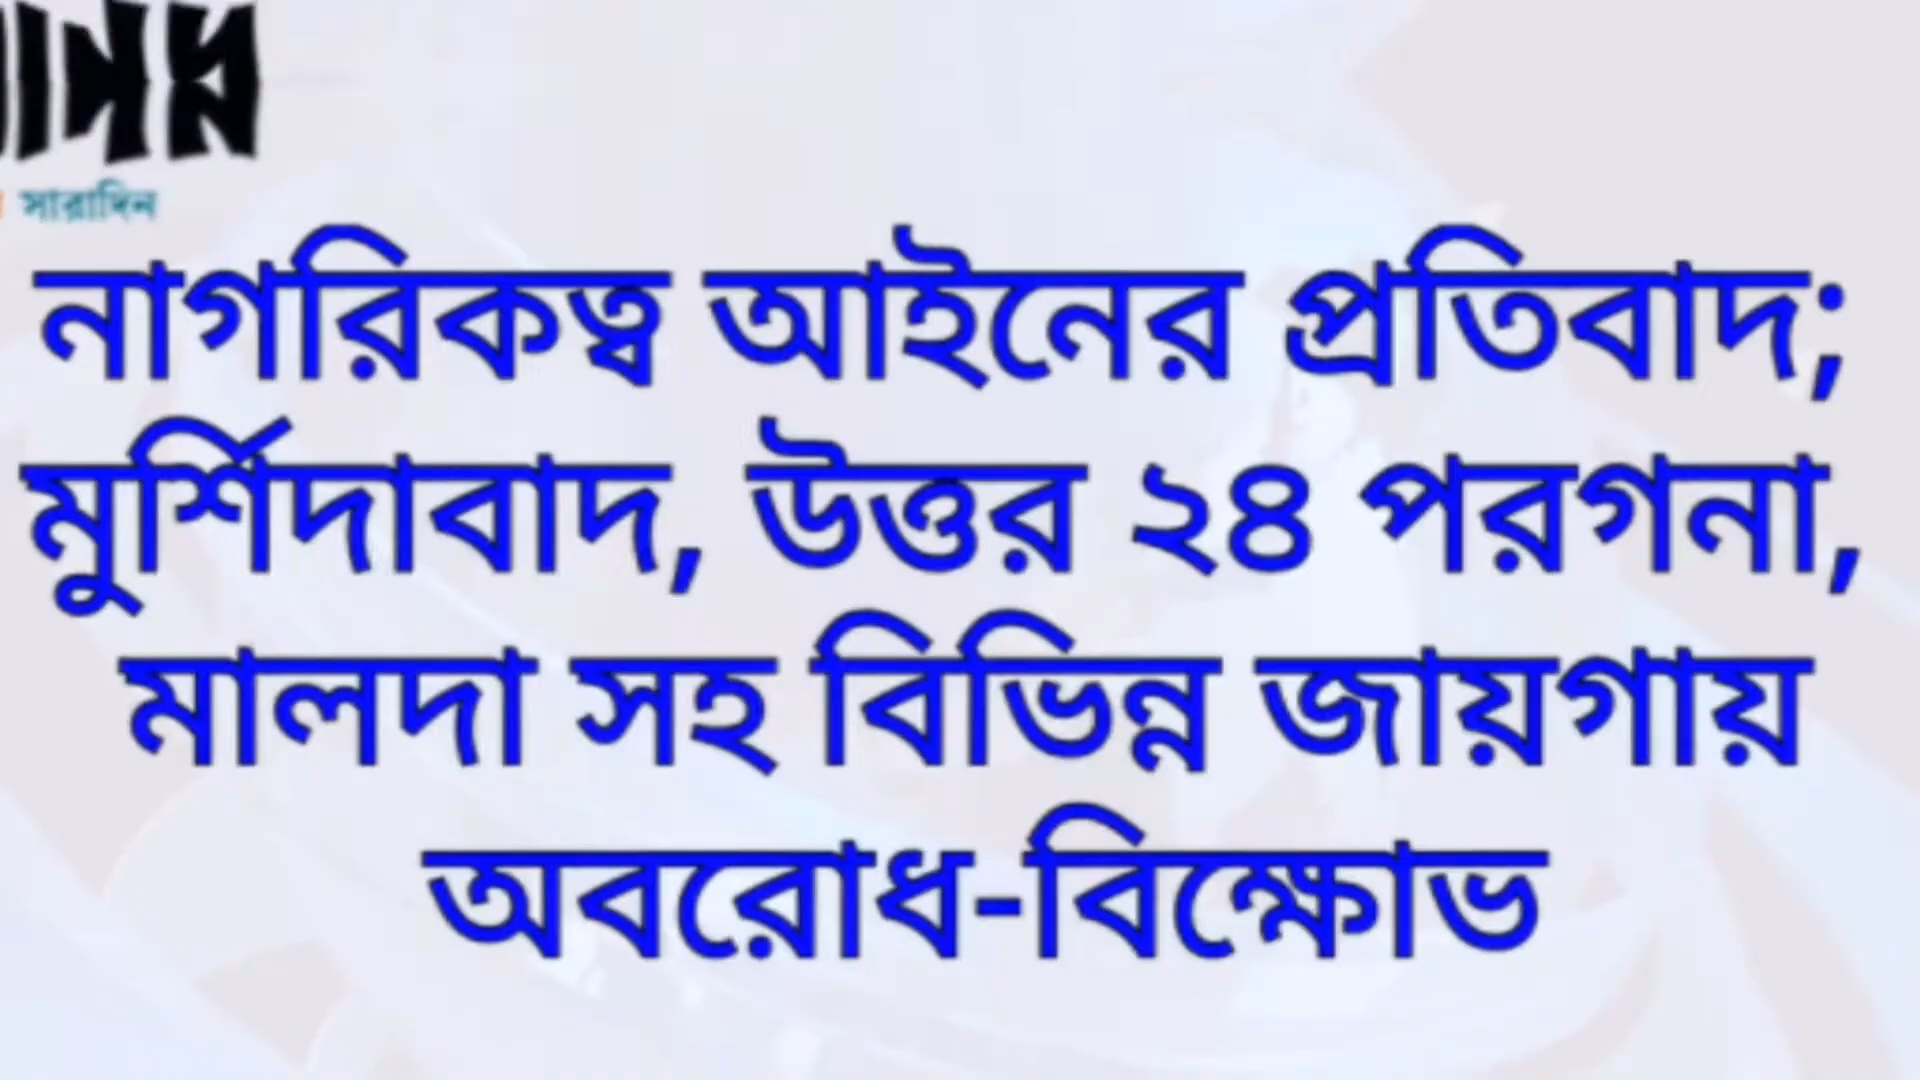 সারাদিন
নাগরিকত্ব আইনের প্রতিবাদ;
মুর্শিদাবাদ, উত্তর ২৪ পরগনা,
মালদা সহ বিভিন্ন জায়গায়
অবরোধ-বিক্ষোভ